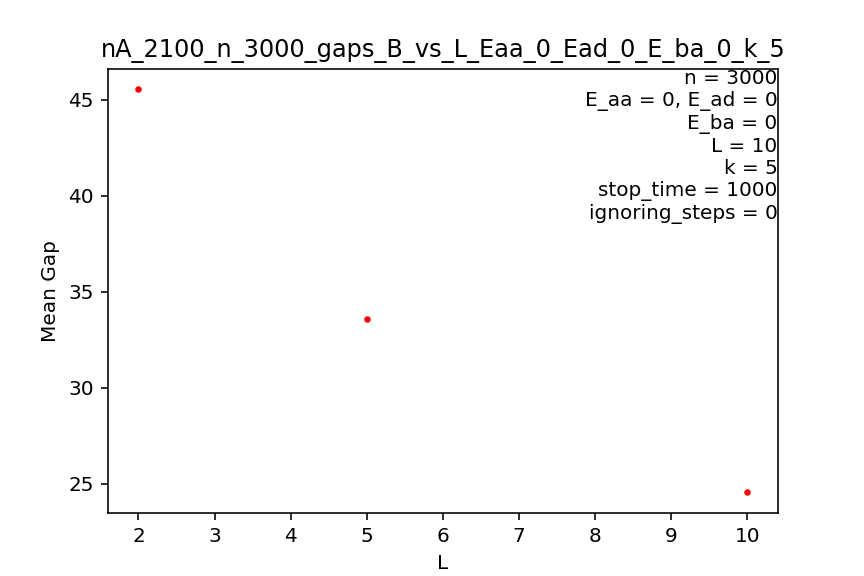 nA_2100_n_3000_gaps_B_vs_L_Eaa_0_Ead_0_E_ba_0_k_5
n = 3000
E_aa = 0, E_ad = 0
E_ba = 0
L = 10
k = 5
stop_time = 1000
ignoring_steps = 0
45
40
35
30
25
Mean Gap
2 3 4 5 6 7 8 9 10
L